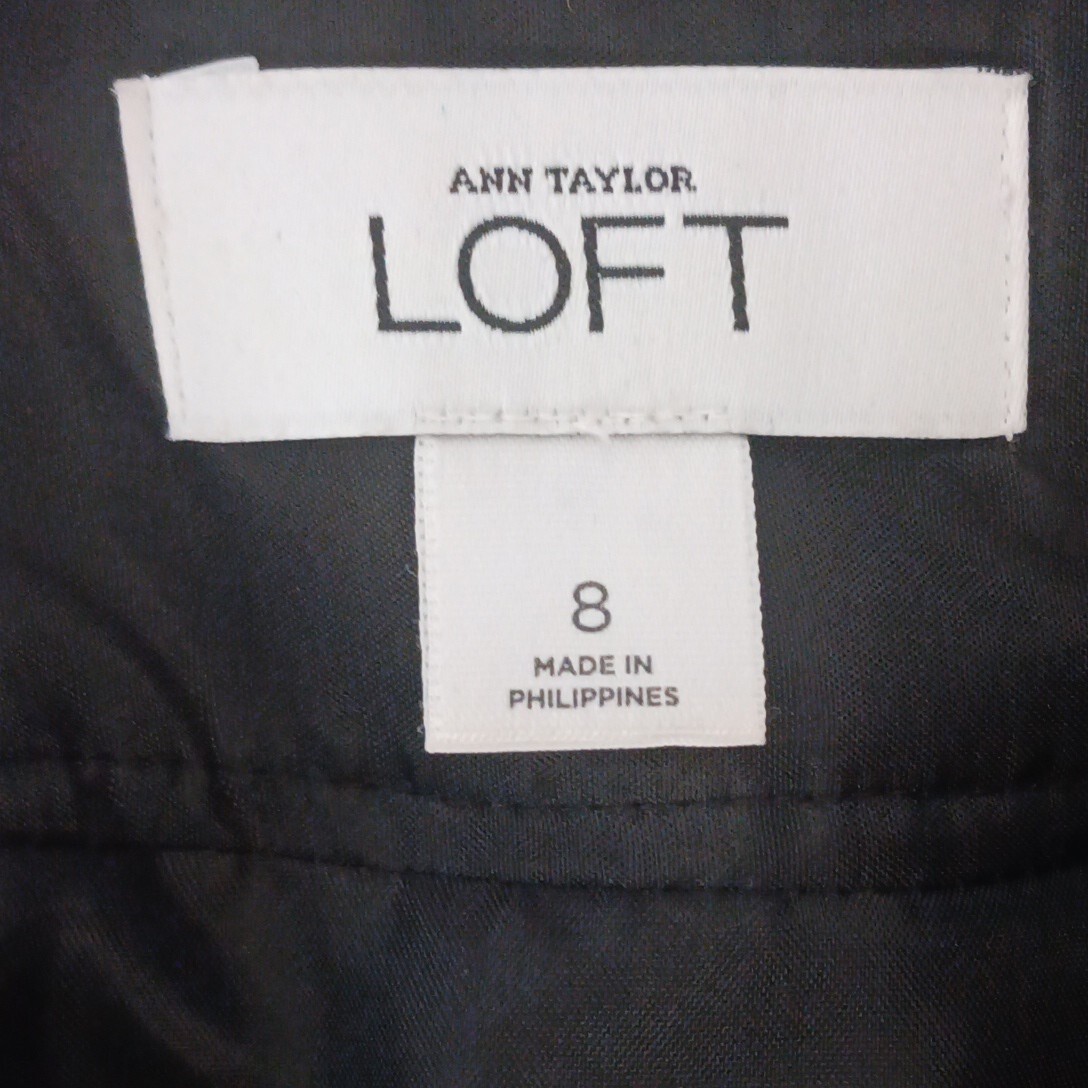 ANN TAYLOR
LOFT
8
MADE IN
PHILIPPINES